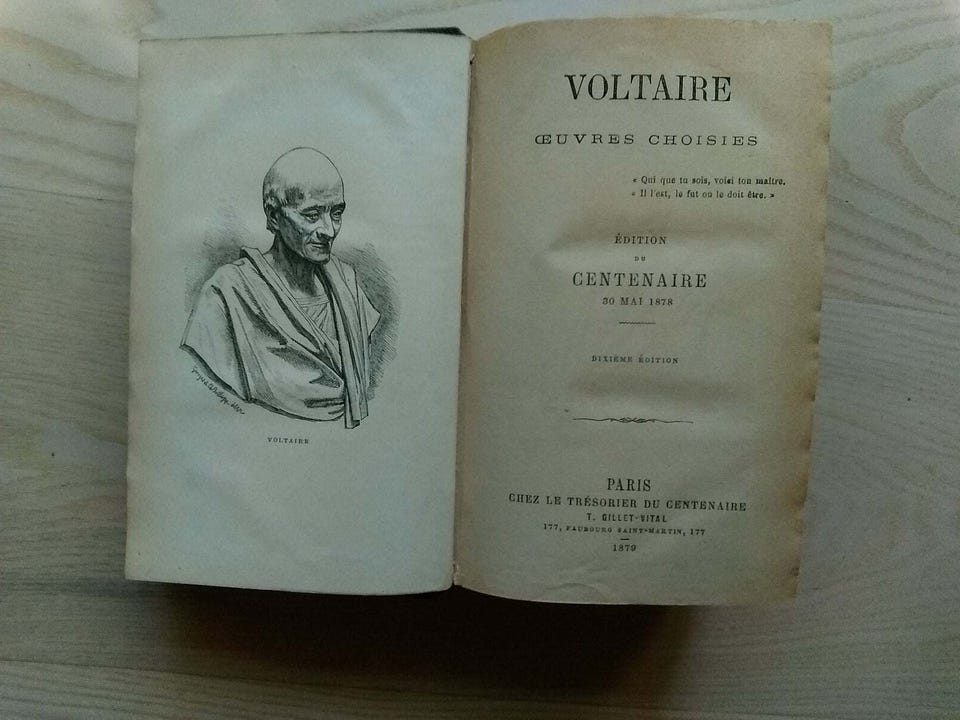 VOLTAIRE
VOLTAIRE
ŒUVRES CHOISIES
« Qui que tu sois, voici ton maître.
« Il l'est, le fut ou le doit être. »
ÉDITION
DU
CENTENAIRE
30 MAI 1878
DIXIÈME ÉDITION
PARIS
CHEZ LE TRÉSORIER DU CENTENAIRE
T. GILLET-VITAL
177, FAUBOURG SAINT-MARTIN, 177
1879